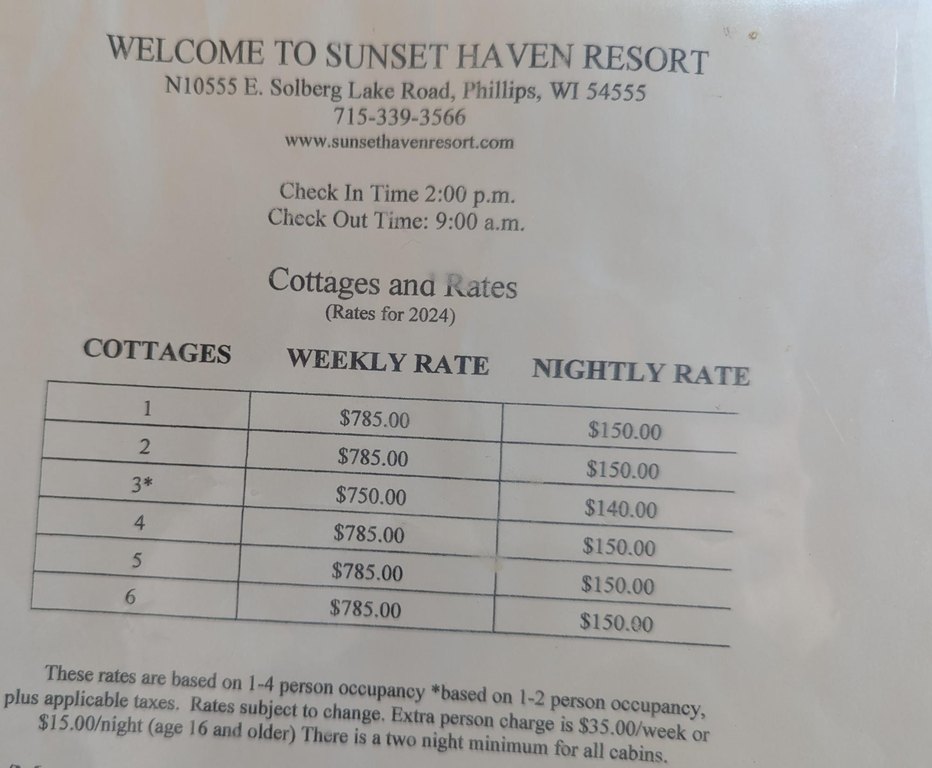 WELCOME TO SUNSET HAVEN RESORT
N10555 E. Solberg Lake Road, Phillips, WI 54555
715-339-3566
www.sunsethavenresort.com
Check In Time 2:00 p.m.
Check Out Time: 9:00 a.m.
Cottages and Rates
(Rates for 2024)
COTTAGES WEEKLY RATE NIGHTLY RATE
1 $785.00 $150.00
2 $785.00 $150.00
3* $750.00 $140.00
4 $785.00 $150.00
5 $785.00 $150.00
6 $785.00 $150.00
These rates are based on 1-4 person occupancy *based on 1-2 person occupancy,
plus applicable taxes. Rates subject to change. Extra person charge is $35.00/week or
$15.00/night (age 16 and older) There is a two night minimum for all cabins.